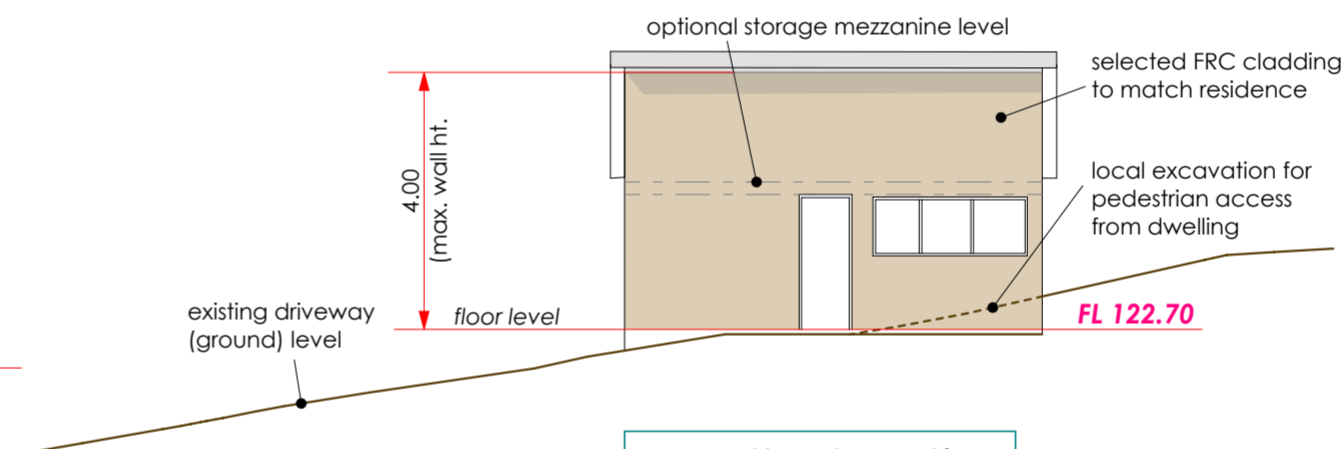 optional storage mezzanine level
selected FRC cladding
to match residence
4.00
(max. wall ht.
local excavation for
pedestrian access
from dwelling
existing driveway
(ground) level
floor level
FL 122.70